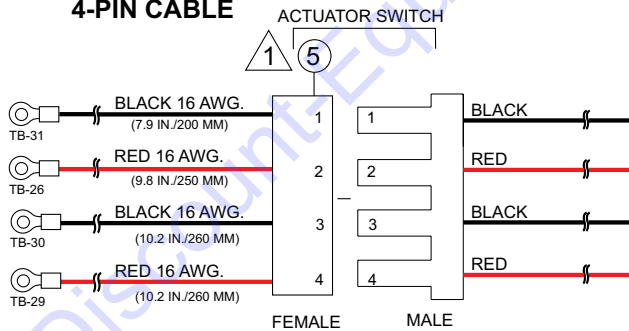 4-PIN CABLE
ACTUATOR SWITCH
1
5
BLACK 16 AWG.
(7.9 IN./200 MM)
TB-31
1
1
BLACK
RED 16 AWG.
(9.8 IN./250 MM)
TB-26
2
2
RED
BLACK 16 AWG.
(10.2 IN./260 MM)
TB-30
3
3
BLACK
RED 16 AWG.
(10.2 IN./260 MM)
TB-29
4
4
RED
FEMALE
MALE
Discount-Equ